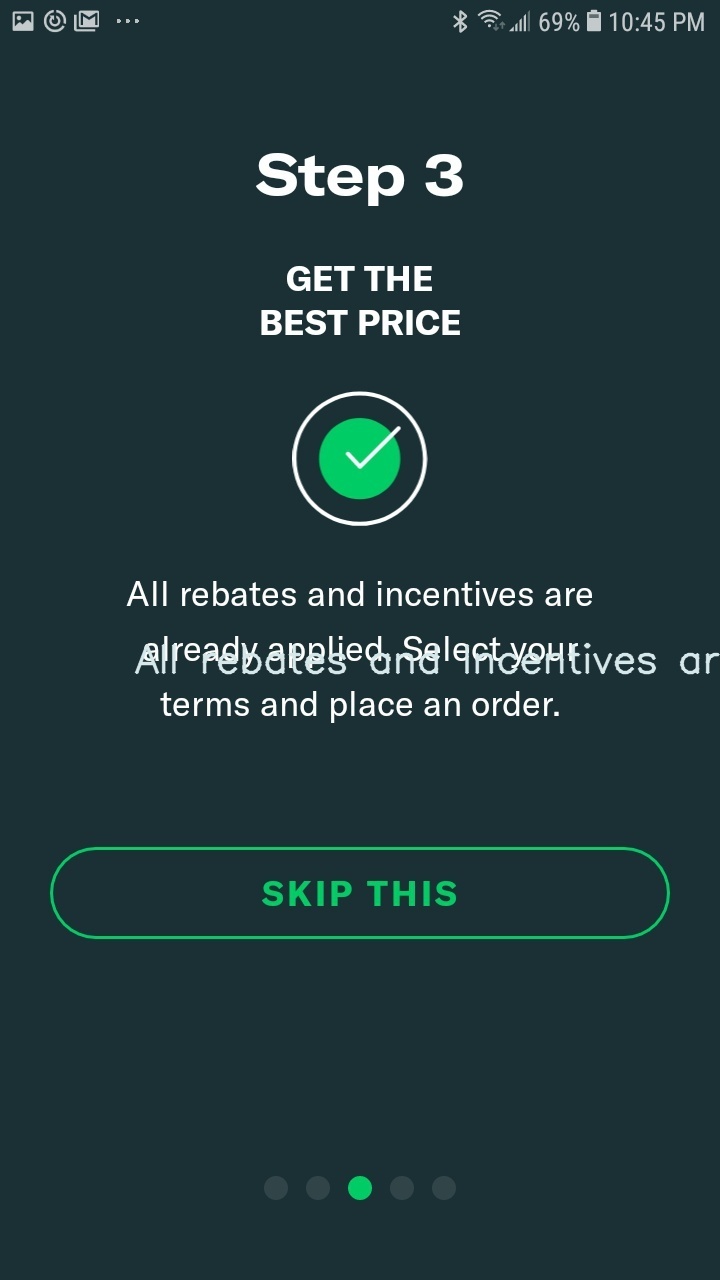 69% 10:45 PM
Step 3
GET THE
BEST PRICE
All rebates and incentives are
already applied. Select your
All rebates and incentives ar
terms and place an order.
SKIP THIS